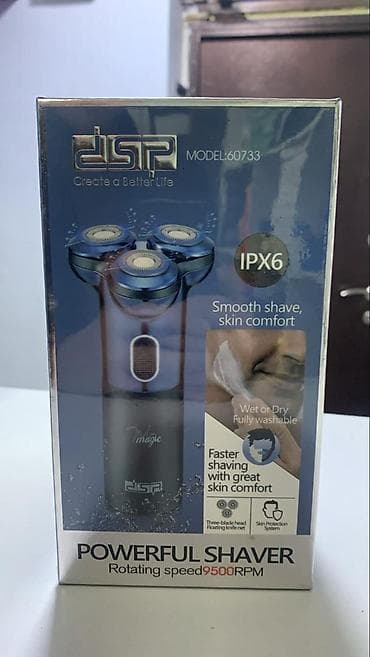 dsp
MODEL:60733
Create a Better Life
IPX6
Smooth shave,
skin comfort
Wet or Dry
Fully washable
Faster
shaving
with great
skin comfort
magic
dsp
Three-blade head
Floating knife net
Skin Protection
System
POWERFUL SHAVER
Rotating speed9500RPM